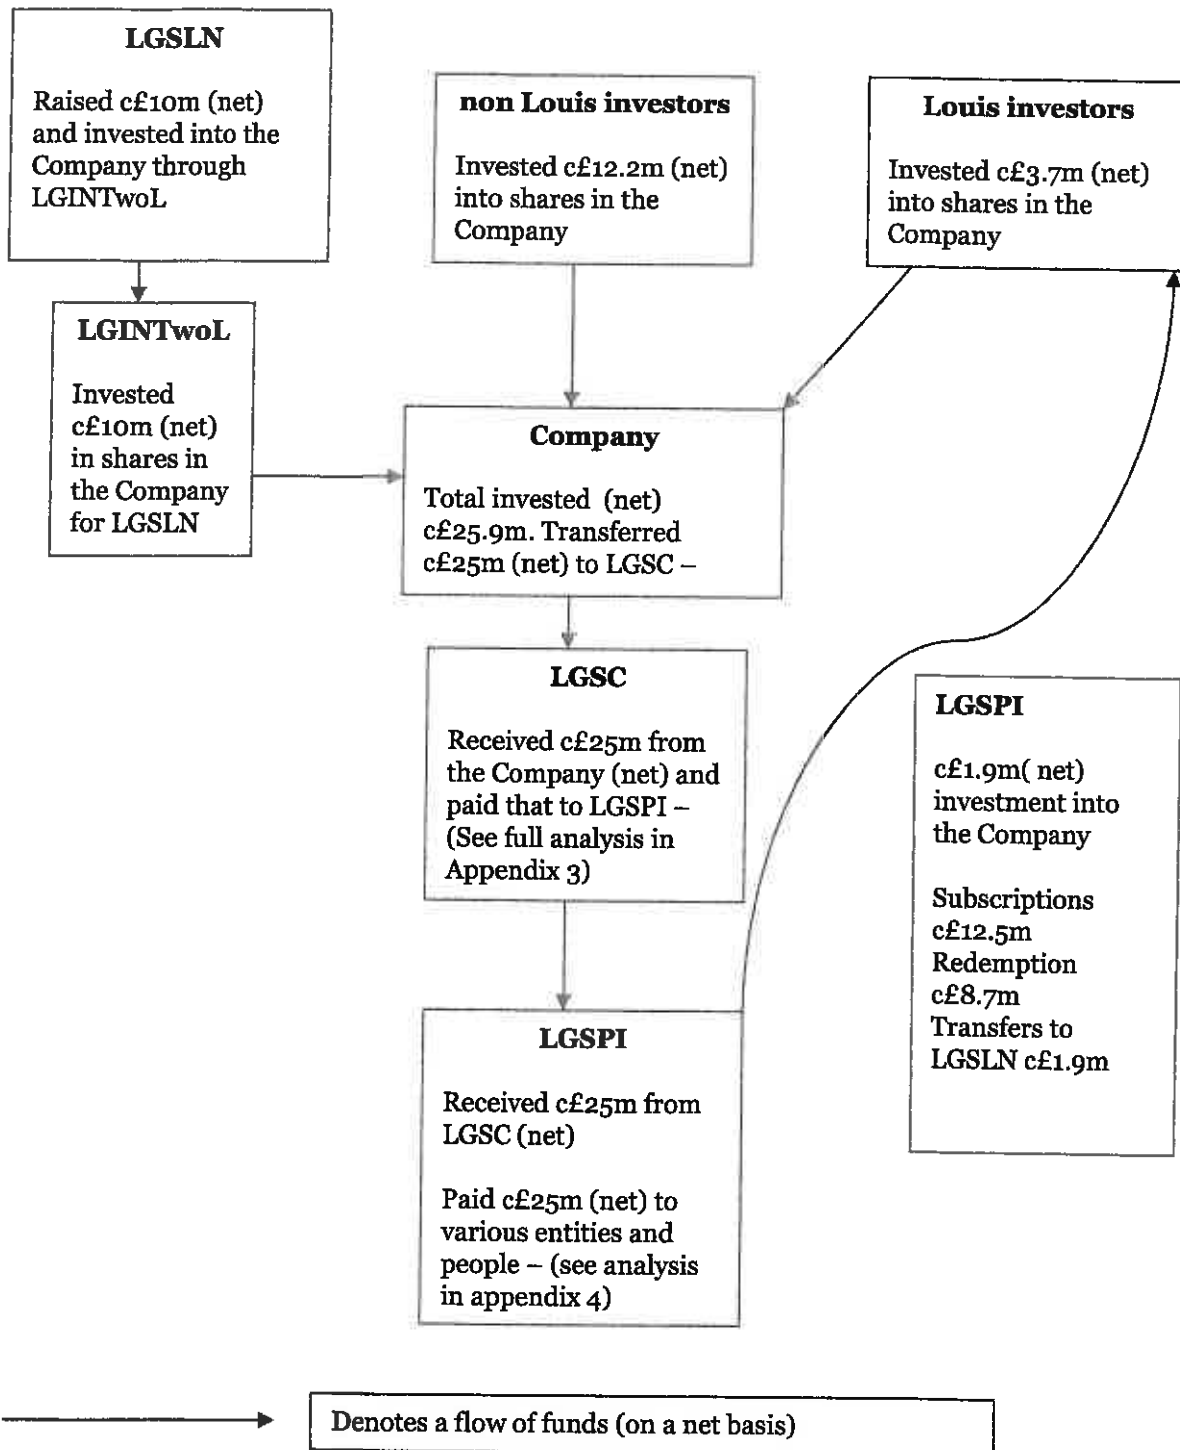 LGSLN
Raised c£10m (net)
and invested into the
Company through
LGINTwoL
non Louis investors
Invested c£12.2m (net)
into shares in the
Company
Louis investors
Invested c£3.7m (net)
into shares in the
Company
LGINTwoL
Invested
c£10m (net)
in shares in
the Company
for LGSLN
Company
Total invested (net)
c£25.9m. Transferred
c£25m (net) to LGSC –
LGSC
Received c£25m from
the Company (net) and
paid that to LGSPI –
(See full analysis in
Appendix 3)
LGSPI
c£1.9m( net)
investment into
the Company
Subscriptions
c£12.5m
Redemption
c£8.7m
Transfers to
LGSLN c£1.9m
LGSPI
Received c£25m from
LGSC (net)
Paid c£25m (net) to
various entities and
people – (see analysis
in appendix 4)
Denotes a flow of funds (on a net basis)